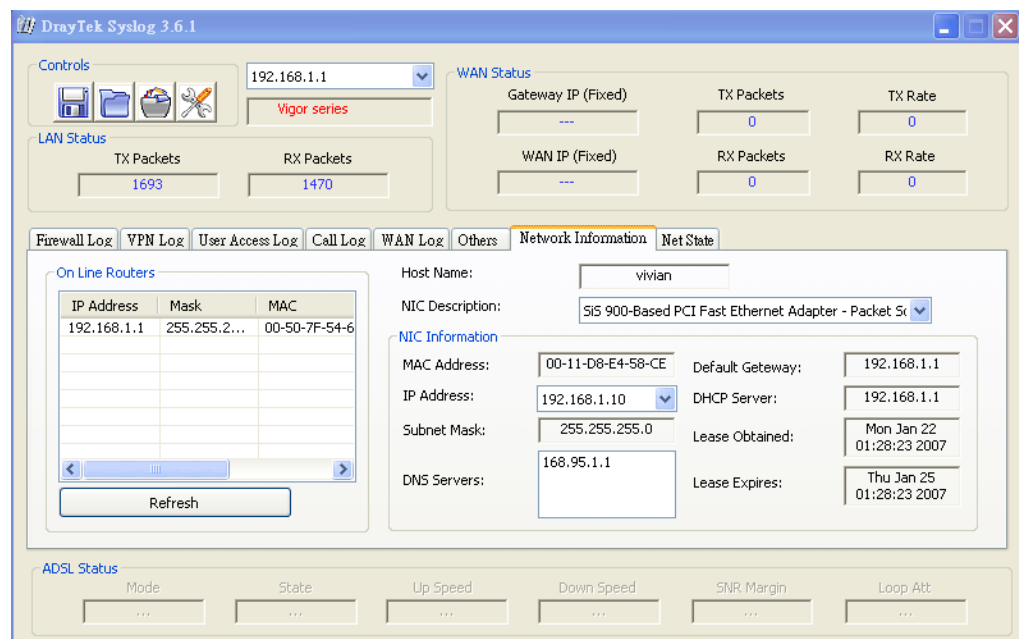 DrayTek Syslog 3.6.1
Controls
192.168.1.1
Vigor series
LAN Status
TX Packets RX Packets
1693 1470
WAN Status
Gateway IP (Fixed) TX Packets TX Rate
--- 0 0
WAN IP (Fixed) RX Packets RX Rate
--- 0 0
Firewall Log VPN Log User Access Log Call Log WAN Log Others Network Information Net State
On Line Routers
IP Address Mask MAC
192.168.1.1 255.255.2... 00-50-7F-54-6
Refresh
Host Name: vivian
NIC Description: SiS 900-Based PCI Fast Ethernet Adapter - Packet Sc
NIC Information
MAC Address: 00-11-D8-E4-58-CE
IP Address: 192.168.1.10
Subnet Mask: 255.255.255.0
DNS Servers: 168.95.1.1
Default Geteway: 192.168.1.1
DHCP Server: 192.168.1.1
Lease Obtained: Mon Jan 22
01:28:23 2007
Lease Expires: Thu Jan 25
01:28:23 2007
ADSL Status
Mode State Up Speed Down Speed SNR Margin Loop Att
... ... ... ... ... ...